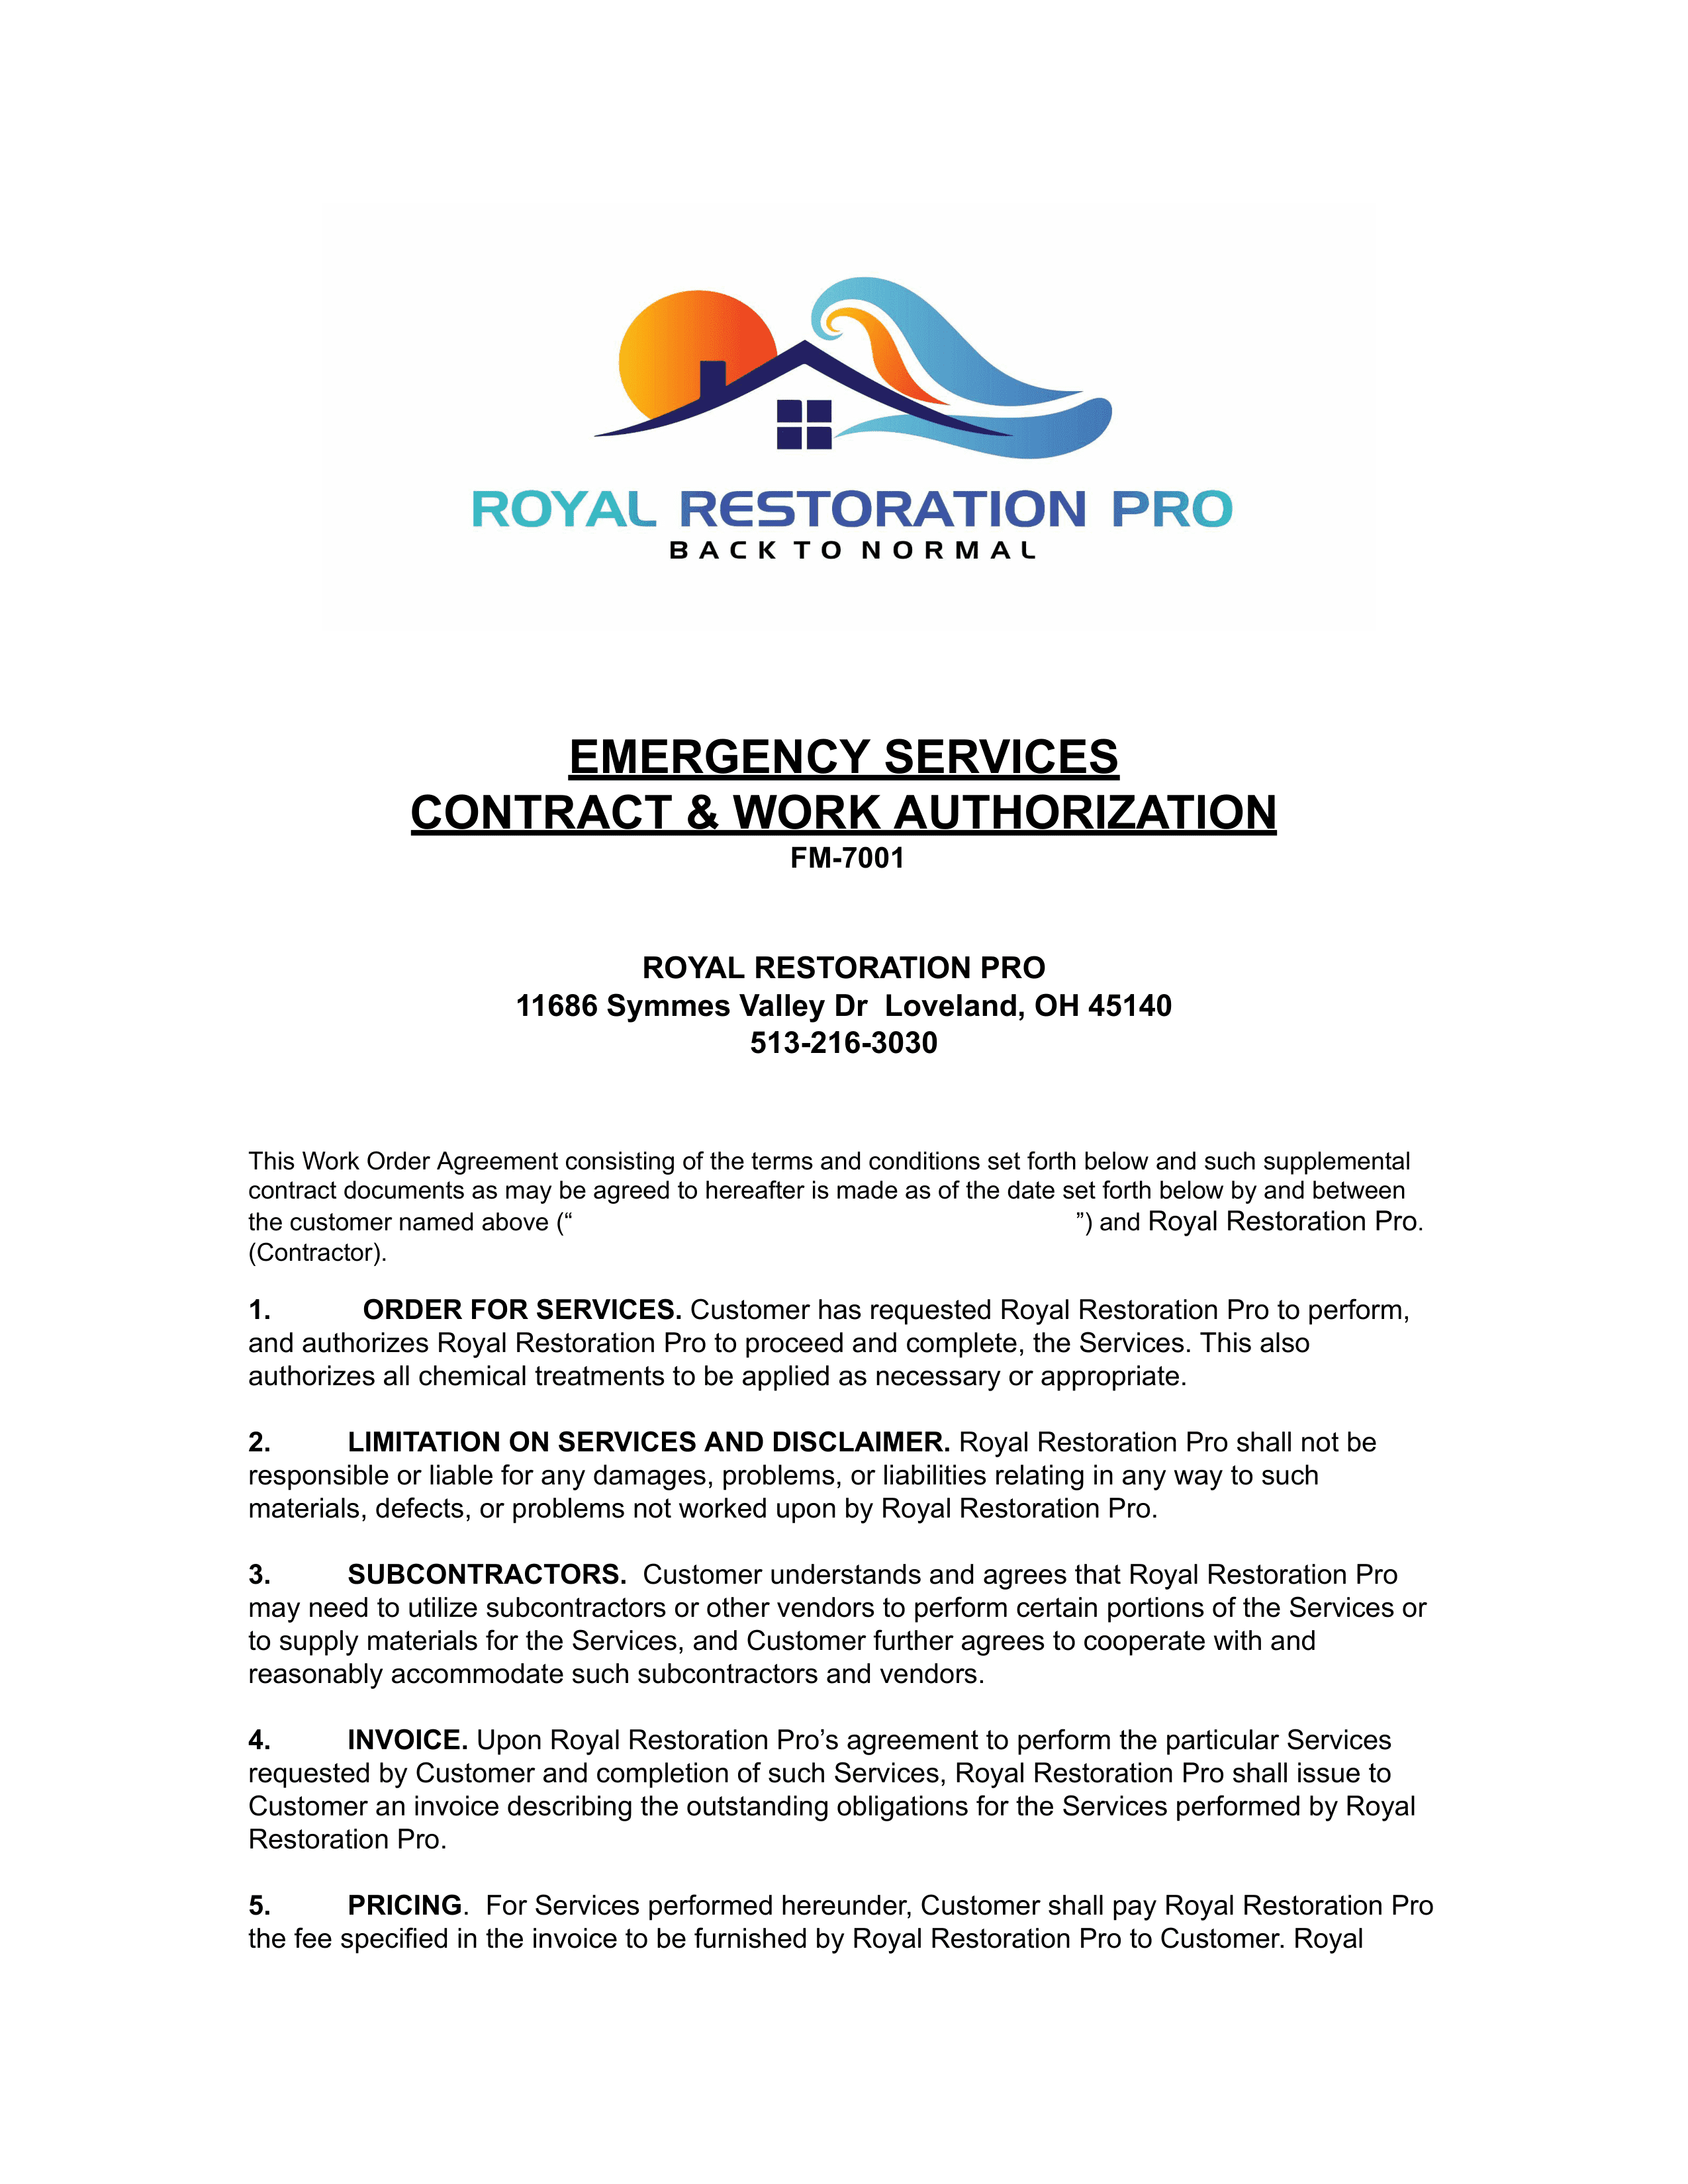 ROYAL RESTORATION PRO
BACK TO NORMAL
EMERGENCY SERVICES
CONTRACT & WORK AUTHORIZATION
FM-7001
ROYAL RESTORATION PRO
11686 Symmes Valley Dr  Loveland, OH 45140
513-216-3030
This Work Order Agreement consisting of the terms and conditions set forth below and such supplemental
contract documents as may be agreed to hereafter is made as of the date set forth below by and between
the customer named above (“ ”) and Royal Restoration Pro.
(Contractor).
1. ORDER FOR SERVICES. Customer has requested Royal Restoration Pro to perform,
and authorizes Royal Restoration Pro to proceed and complete, the Services. This also
authorizes all chemical treatments to be applied as necessary or appropriate.
2. LIMITATION ON SERVICES AND DISCLAIMER. Royal Restoration Pro shall not be
responsible or liable for any damages, problems, or liabilities relating in any way to such
materials, defects, or problems not worked upon by Royal Restoration Pro.
3. SUBCONTRACTORS.  Customer understands and agrees that Royal Restoration Pro
may need to utilize subcontractors or other vendors to perform certain portions of the Services or
to supply materials for the Services, and Customer further agrees to cooperate with and
reasonably accommodate such subcontractors and vendors.
4. INVOICE. Upon Royal Restoration Pro’s agreement to perform the particular Services
requested by Customer and completion of such Services, Royal Restoration Pro shall issue to
Customer an invoice describing the outstanding obligations for the Services performed by Royal
Restoration Pro.
5. PRICING.  For Services performed hereunder, Customer shall pay Royal Restoration Pro
the fee specified in the invoice to be furnished by Royal Restoration Pro to Customer. Royal